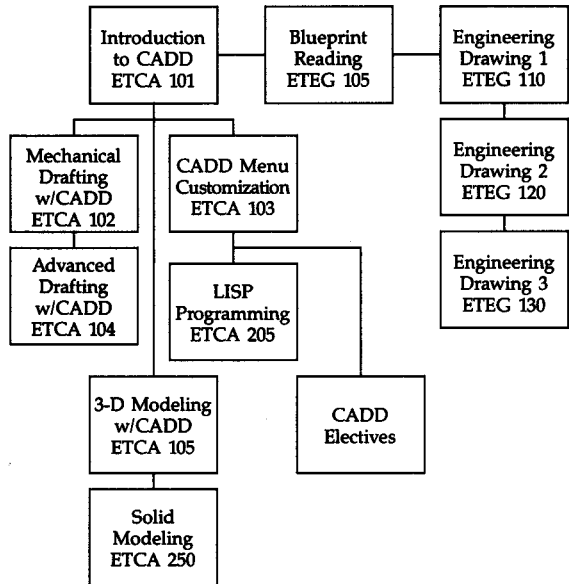 Introduction
to CADD
ETCA 101
Blueprint
Reading
ETEG 105
Engineering
Drawing 1
ETEG 110
Mechanical
Drafting
w/CADD
ETCA 102
CADD Menu
Customization
ETCA 103
Engineering
Drawing 2
ETEG 120
Advanced
Drafting
w/CADD
ETCA 104
LISP
Programming
ETCA 205
Engineering
Drawing 3
ETEG 130
3-D Modeling
w/CADD
ETCA 105
CADD
Electives
Solid
Modeling
ETCA 250